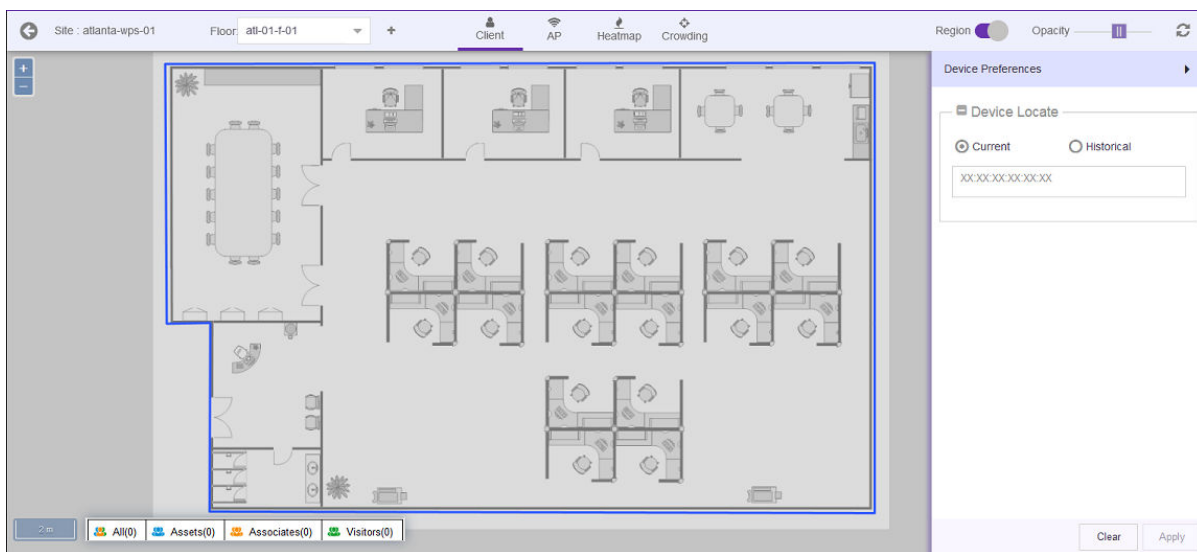 Site : atlanta-wps-01
Floor: atl-01-f-01
+
Client
AP
Heatmap
Crowding
Region
Opacity
+
−
Device Preferences
Device Locate
Current
Historical
XX:XX:XX:XX:XX:XX
2 m
All(0)
Assets(0)
Associates(0)
Visitors(0)
Clear
Apply